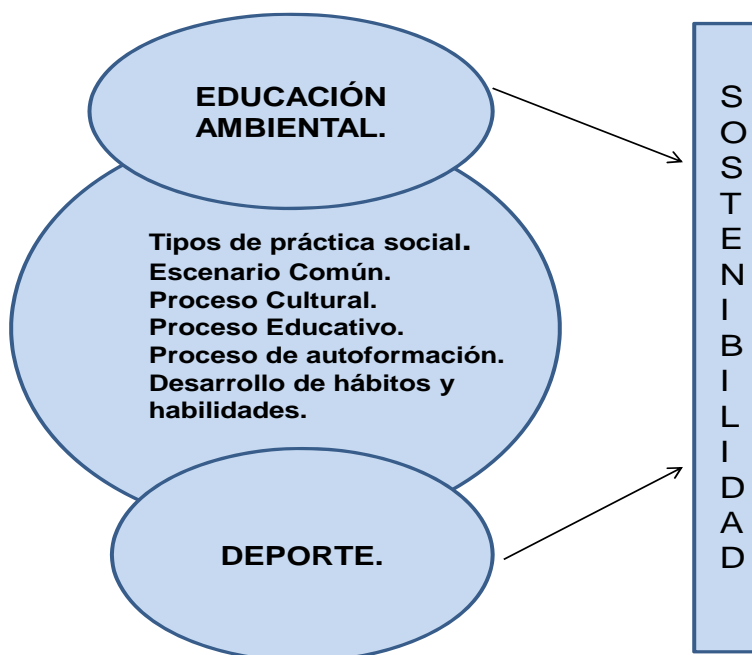 EDUCACIÓN
AMBIENTAL.
Tipos de práctica social.
Escenario Común.
Proceso Cultural.
Proceso Educativo.
Proceso de autoformación.
Desarrollo de hábitos y
habilidades.
DEPORTE.
SOSTENIBILIDAD